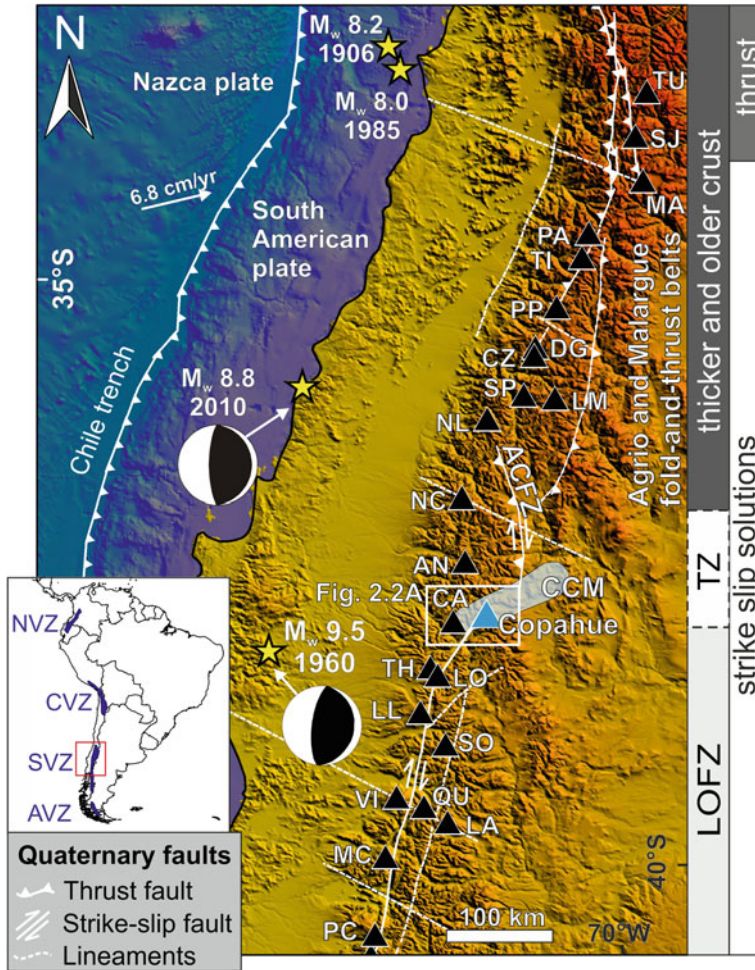 N
Nazca plate
M_w 8.2
1906
M_w 8.0
1985
6.8 cm/yr
South
American
plate
35°S
Chile trench
M_w 8.8
2010
TU
SJ
MA
PA
TI
PP
DG
CZ
SP
LM
NL
Agrio and Malargue
fold-and-thrust belts
ACFZ
NC
AN
Fig. 2.2A
CA
CCM
Copahue
M_w 9.5
1960
TH
LO
LL
SO
VI
QU
LA
MC
PC
40°S
70°W
100 km
NVZ
CVZ
SVZ
AVZ
Quaternary faults
Thrust fault
Strike-slip fault
Lineaments
thicker and older crust
TZ
LOFZ
thrust
strike slip solutions